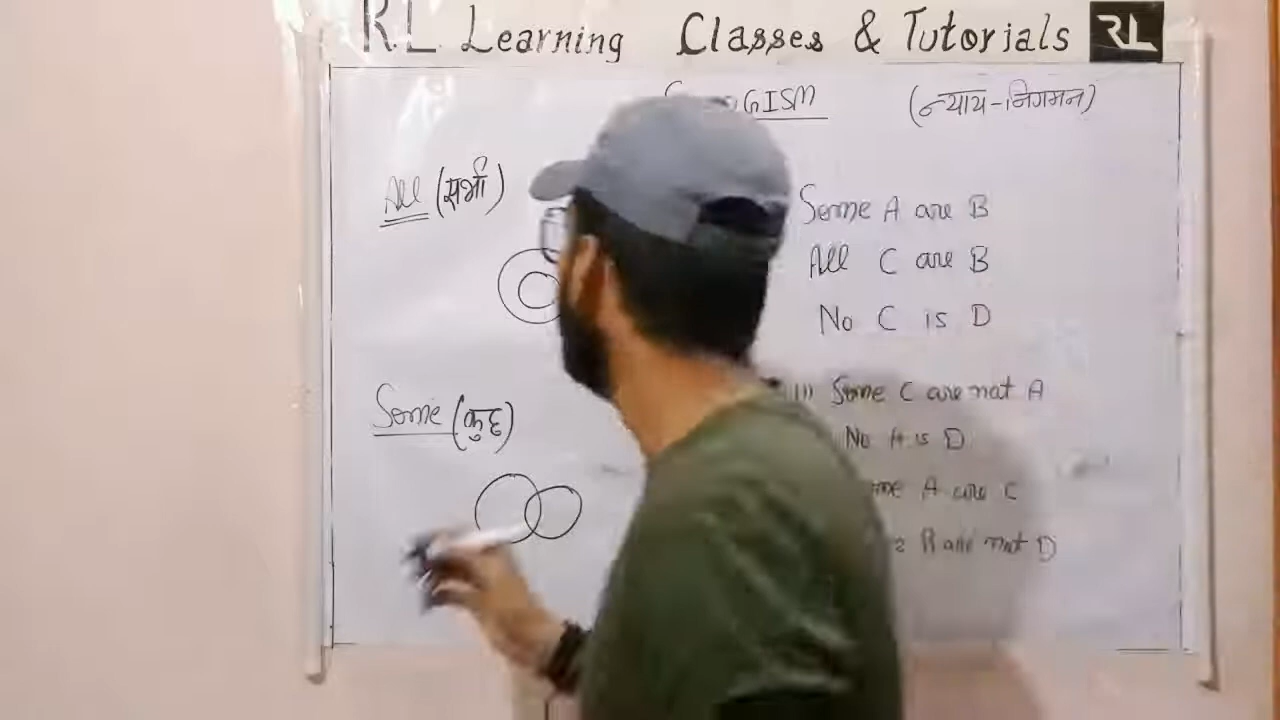 RL Learning Classes & Tutorials RL
GISM (न्याय-निगमन)
All (सभी)
Some A are B
All C are B
No C is D
Some (कुछ)
Some C are not A
No A is D
me A are C
are not D